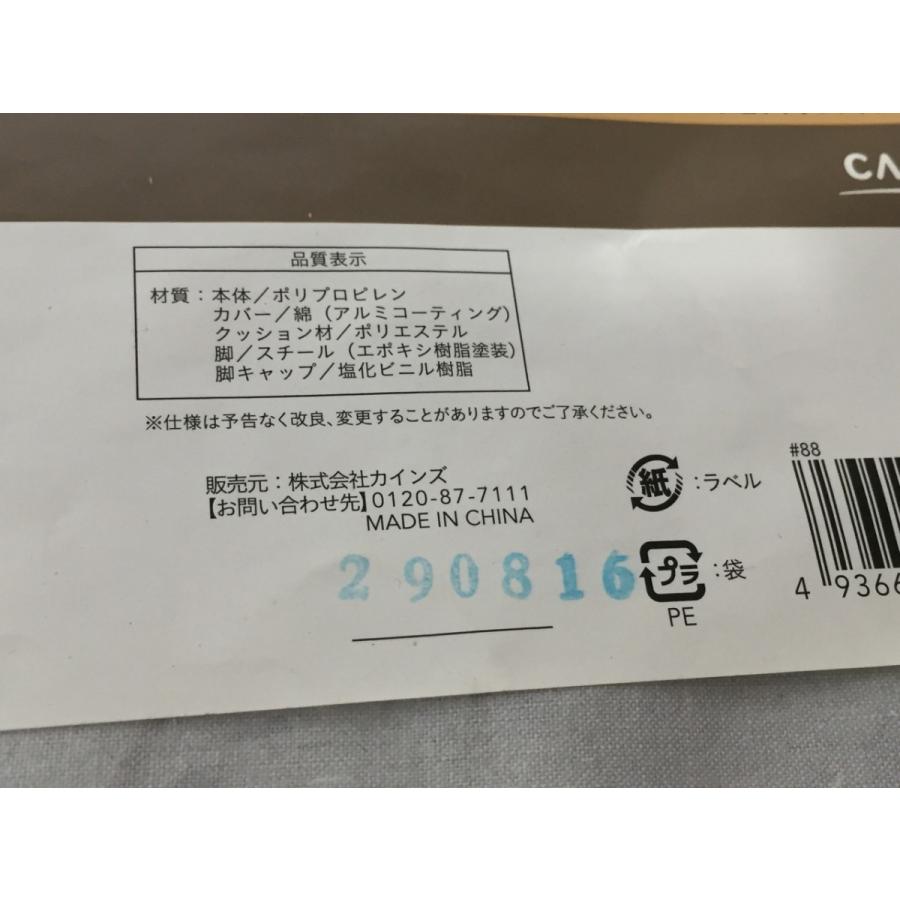 品質表示
材質：本体／ポリプロピレン
カバー／綿（アルミコーティング）
クッション材／ポリエステル
脚／スチール（エポキシ樹脂塗装）
脚キャップ／塩化ビニル樹脂
※仕様は予告なく改良、変更することがありますのでご了承ください。
販売元：株式会社カインズ
【お問い合わせ先】0120-87-7111
MADE IN CHINA
290816
紙：ラベル
プラ：袋
PE
#88
4 9366